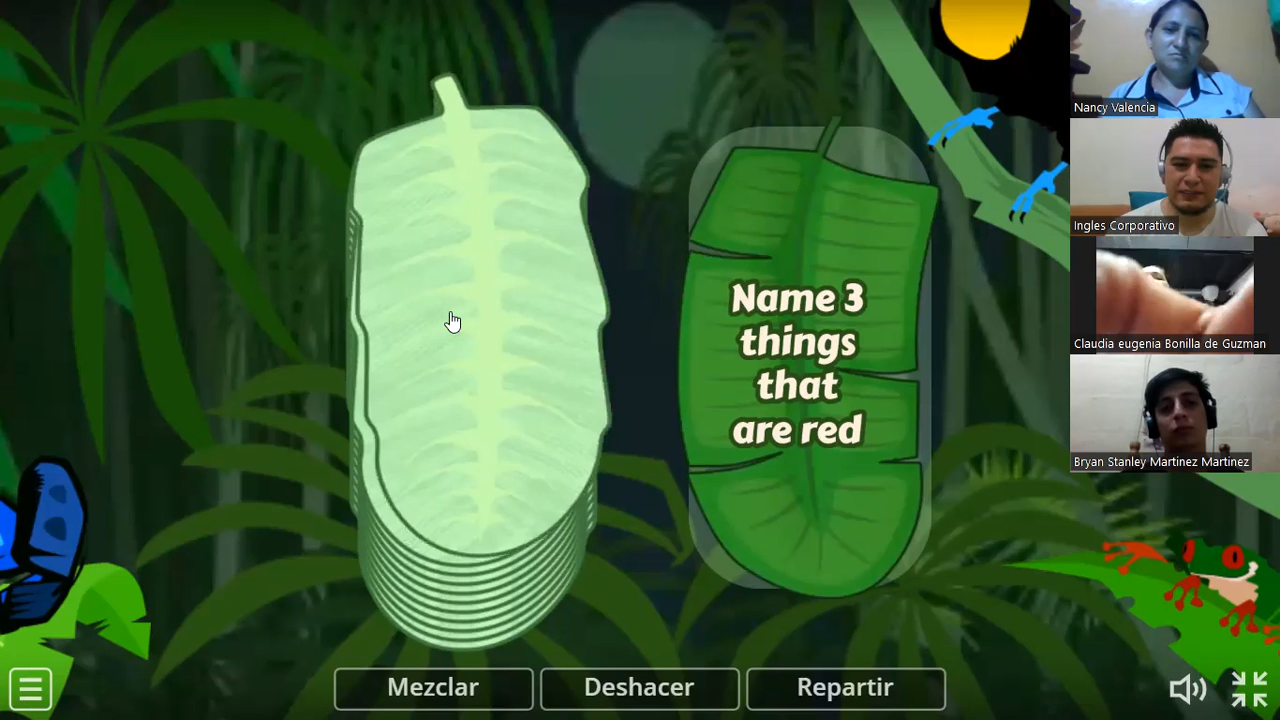 Name 3
things
that
are red
Mezclar
Deshacer
Repartir
Nancy Valencia
Ingles Corporativo
Claudia eugenia Bonilla de Guzman
Bryan Stanley Martinez Martinez